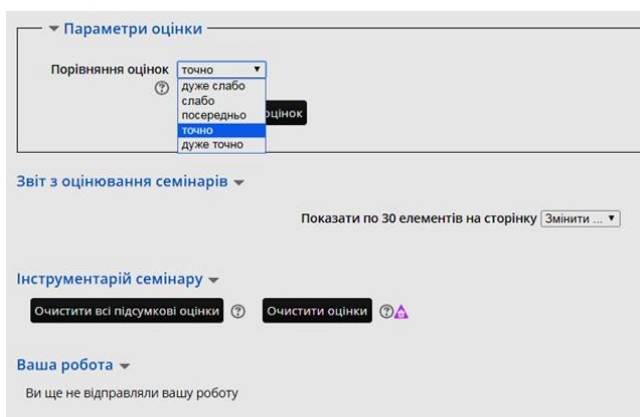 Параметри оцінки
Порівняння оцінок точно
дуже слабо
слабо
посередньо
точно
дуже точно
оцінок
Звіт з оцінювання семінарів
Показати по 30 елементів на сторінку Змінити ...
Інструментарій семінару
Очистити всі підсумкові оцінки Очистити оцінки
Ваша робота
Ви ще не відправляли вашу роботу